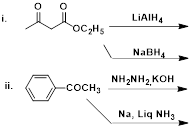 i.
O O
OC₂H₅
LiAlH₄
NaBH₄
ii.
COCH₃
NH₂NH₂,KOH
Na, Liq NH₃